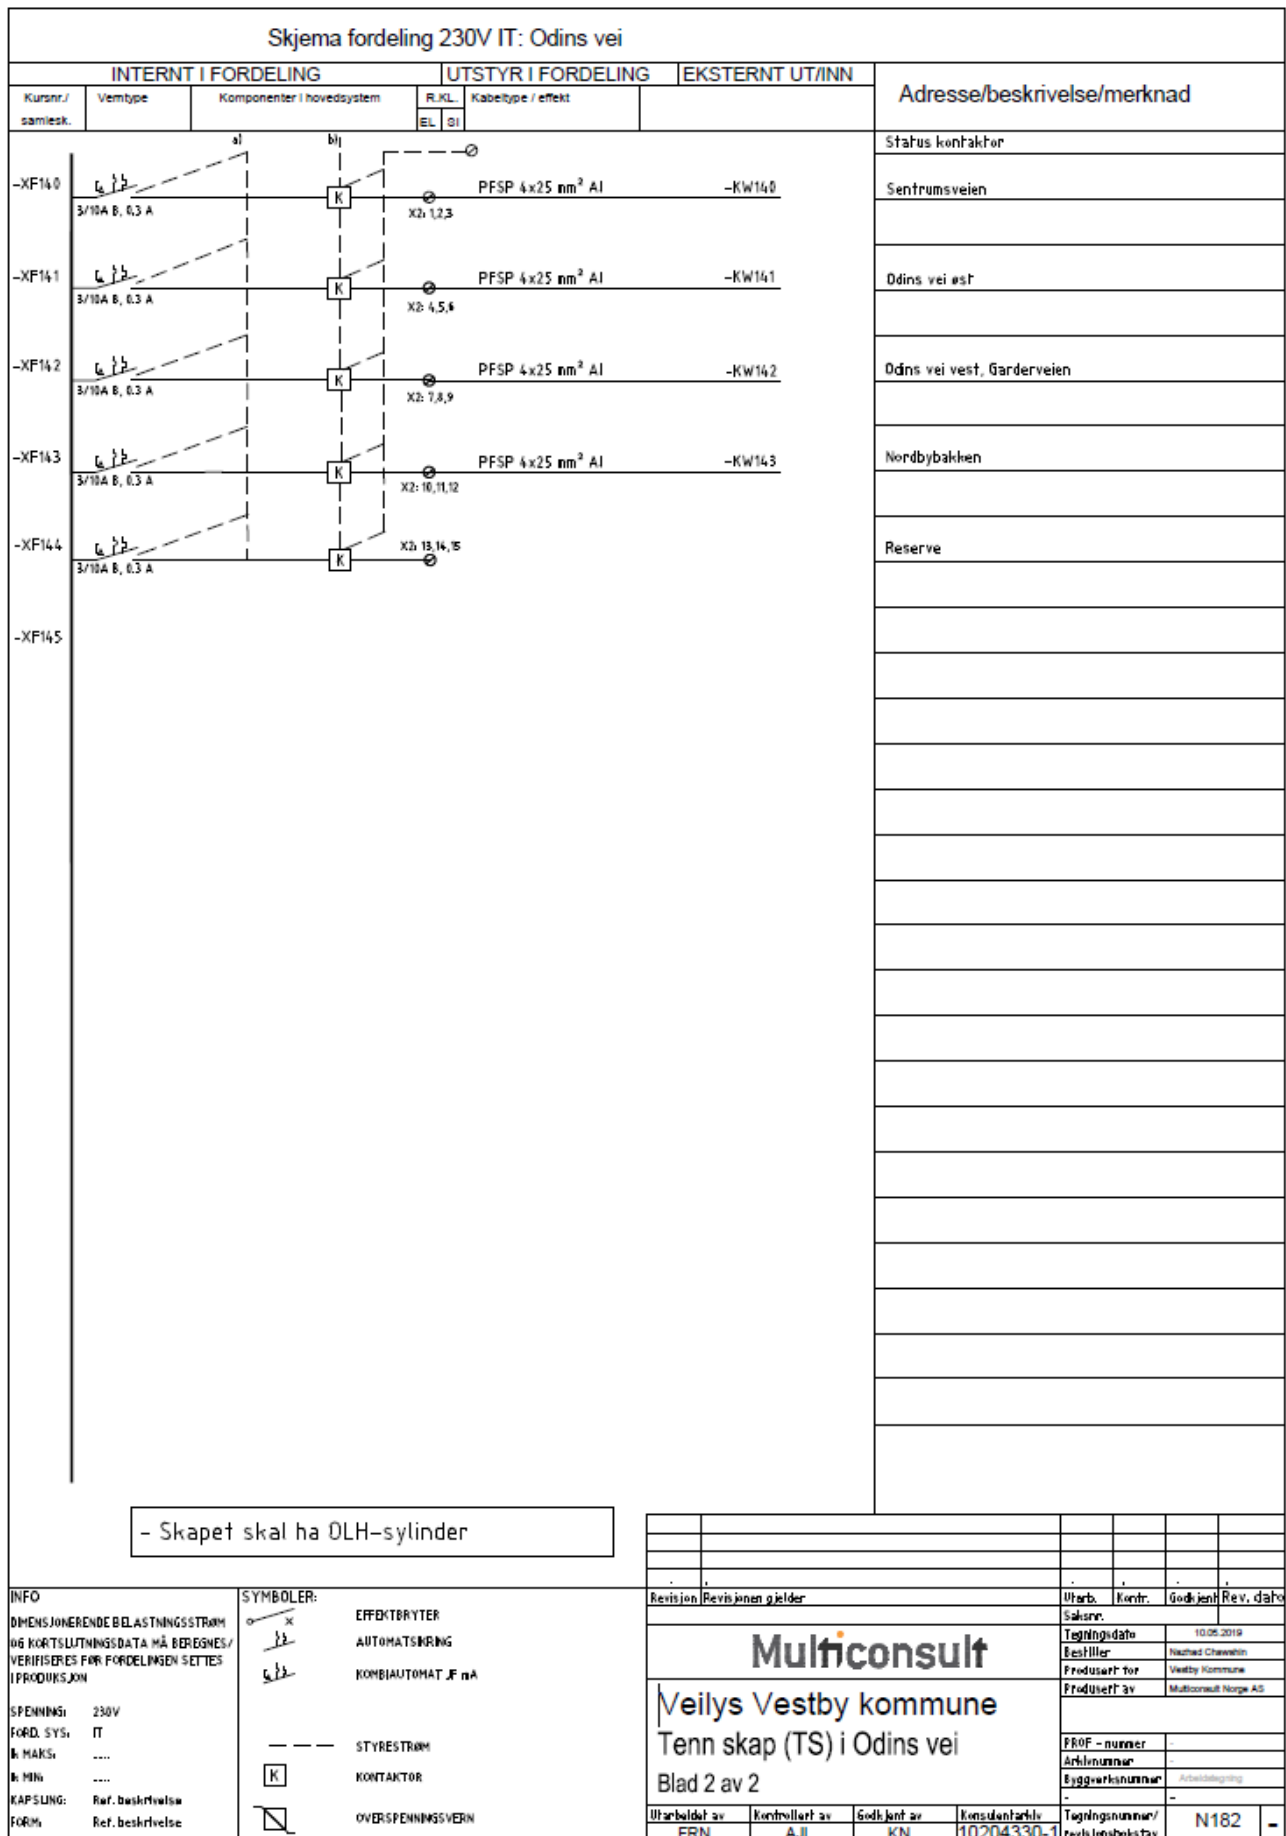 Skjema fordeling 230V IT: Odins vei
INTERNT I FORDELING UTSTYR I FORDELING EKSTERNT UT/INN
Adresse/beskrivelse/merknad
Kursnr./ Verntype Komponenter i hovedsystem R.KL. Kabeltype / effekt
samlesk. EL SI
a) b) Status kontaktor
-XF140 PFSP 4x25 mm² Al -KW140 Sentrumsveien
K
3/10A B, 0.3 A X2: 1,2,3
-XF141 PFSP 4x25 mm² Al -KW141 Odins vei øst
K
3/10A B, 0.3 A X2: 4,5,6
-XF142 PFSP 4x25 mm² Al -KW142 Odins vei vest, Garderveien
K
3/10A B, 0.3 A X2: 7,8,9
-XF143 PFSP 4x25 mm² Al -KW143 Nordbybakken
K
3/10A B, 0.3 A X2: 10,11,12
-XF144 X2: 13,14,15 Reserve
K
3/10A B, 0.3 A
-XF145
- Skapet skal ha OLH-sylinder
INFO
DIMENSJONERENDE BELASTNINGSSTRØM
OG KORTSLUTNINGSDATA MÅ BEREGNES/
VERIFISERES FØR FORDELINGEN SETTES
I PRODUKSJON
SPENNING: 230V
FORD. SYS: IT
Ik MAKS: ----
Ik MIN: ----
KAPSLING: Ref. beskrivelse
FORM: Ref. beskrivelse
SYMBOLER:
EFFEKTBRYTER
AUTOMATSIKRING
KOMBIAUTOMAT JF mA
STYRESTRØM
K KONTAKTOR
OVERSPENNINGSVERN
Revisjon Revisjonen gjelder Utarb. Kontr. Godkjent Rev. dato
Multiconsult
Veilys Vestby kommune
Tenn skap (TS) i Odins vei
Blad 2 av 2
Saksnr.
Tegningsdato 10.05.2019
Bestiller Nazhad Chawshin
Produsert for Vestby Kommune
Produsert av Multiconsult Norge AS
PROF - nummer -
Arkivnummer -
Byggverksnummer Arbeidstegning
- -
Utarbeidet av Kontrollert av Godkjent av Konsulentarkiv Tegningsnummer/
FRN AJL KN 10204330-1 revisjonsbokstav N182 -